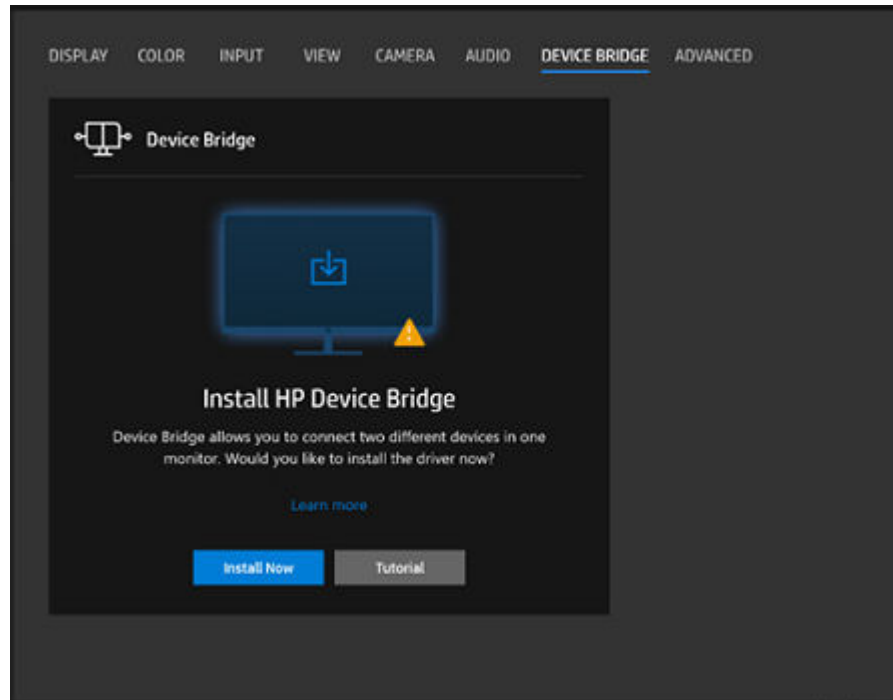 DISPLAY COLOR INPUT VIEW CAMERA AUDIO DEVICE BRIDGE ADVANCED
Device Bridge
Install HP Device Bridge
Device Bridge allows you to connect two different devices in one
monitor. Would you like to install the driver now?
Learn more
Install Now Tutorial